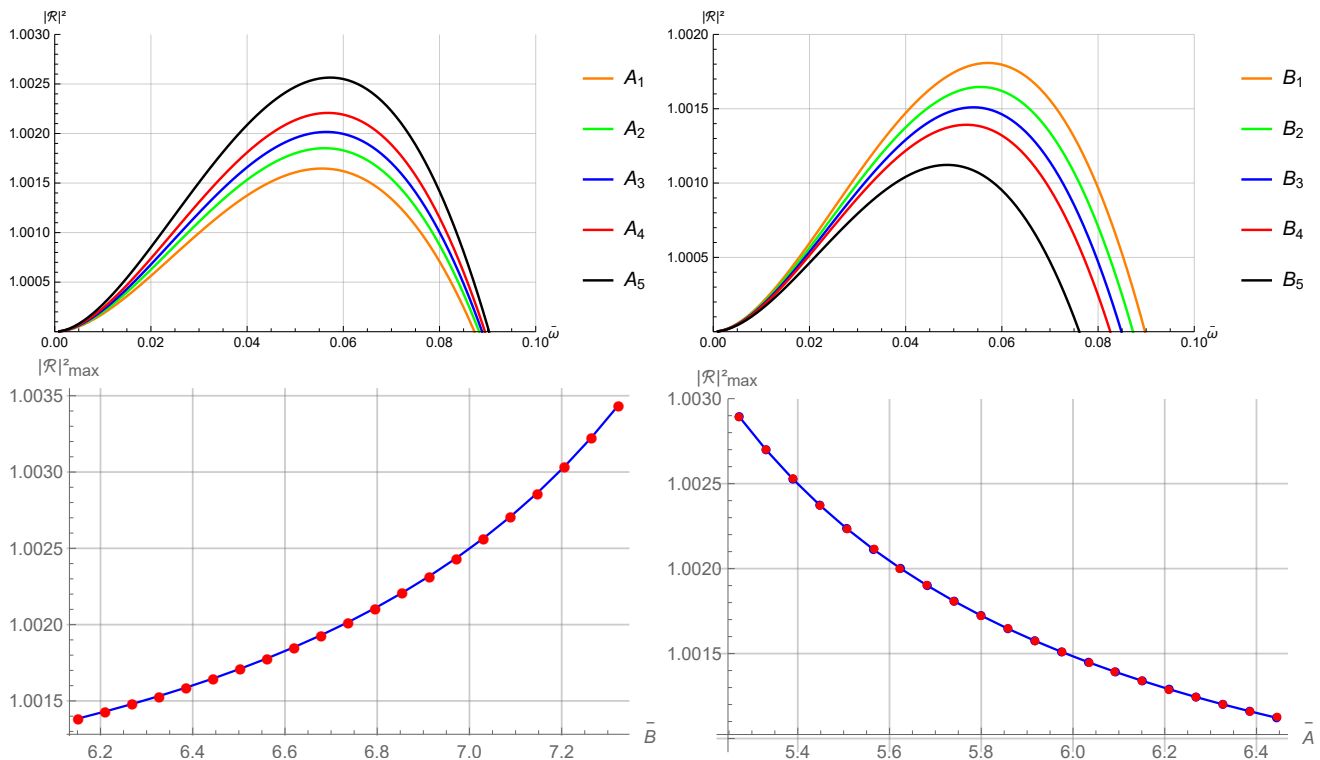 |ℛ|²
1.0030
1.0025
1.0020
1.0015
1.0010
1.0005
0.00 0.02 0.04 0.06 0.08 0.10
ω̄
A₁
A₂
A₃
A₄
A₅
|ℛ|²
1.0020
1.0015
1.0010
1.0005
0.00 0.02 0.04 0.06 0.08 0.10
ω̄
B₁
B₂
B₃
B₄
B₅
|ℛ|²max
1.0035
1.0030
1.0025
1.0020
1.0015
6.2 6.4 6.6 6.8 7.0 7.2
B̄
|ℛ|²max
1.0030
1.0025
1.0020
1.0015
5.4 5.6 5.8 6.0 6.2 6.4
Ā